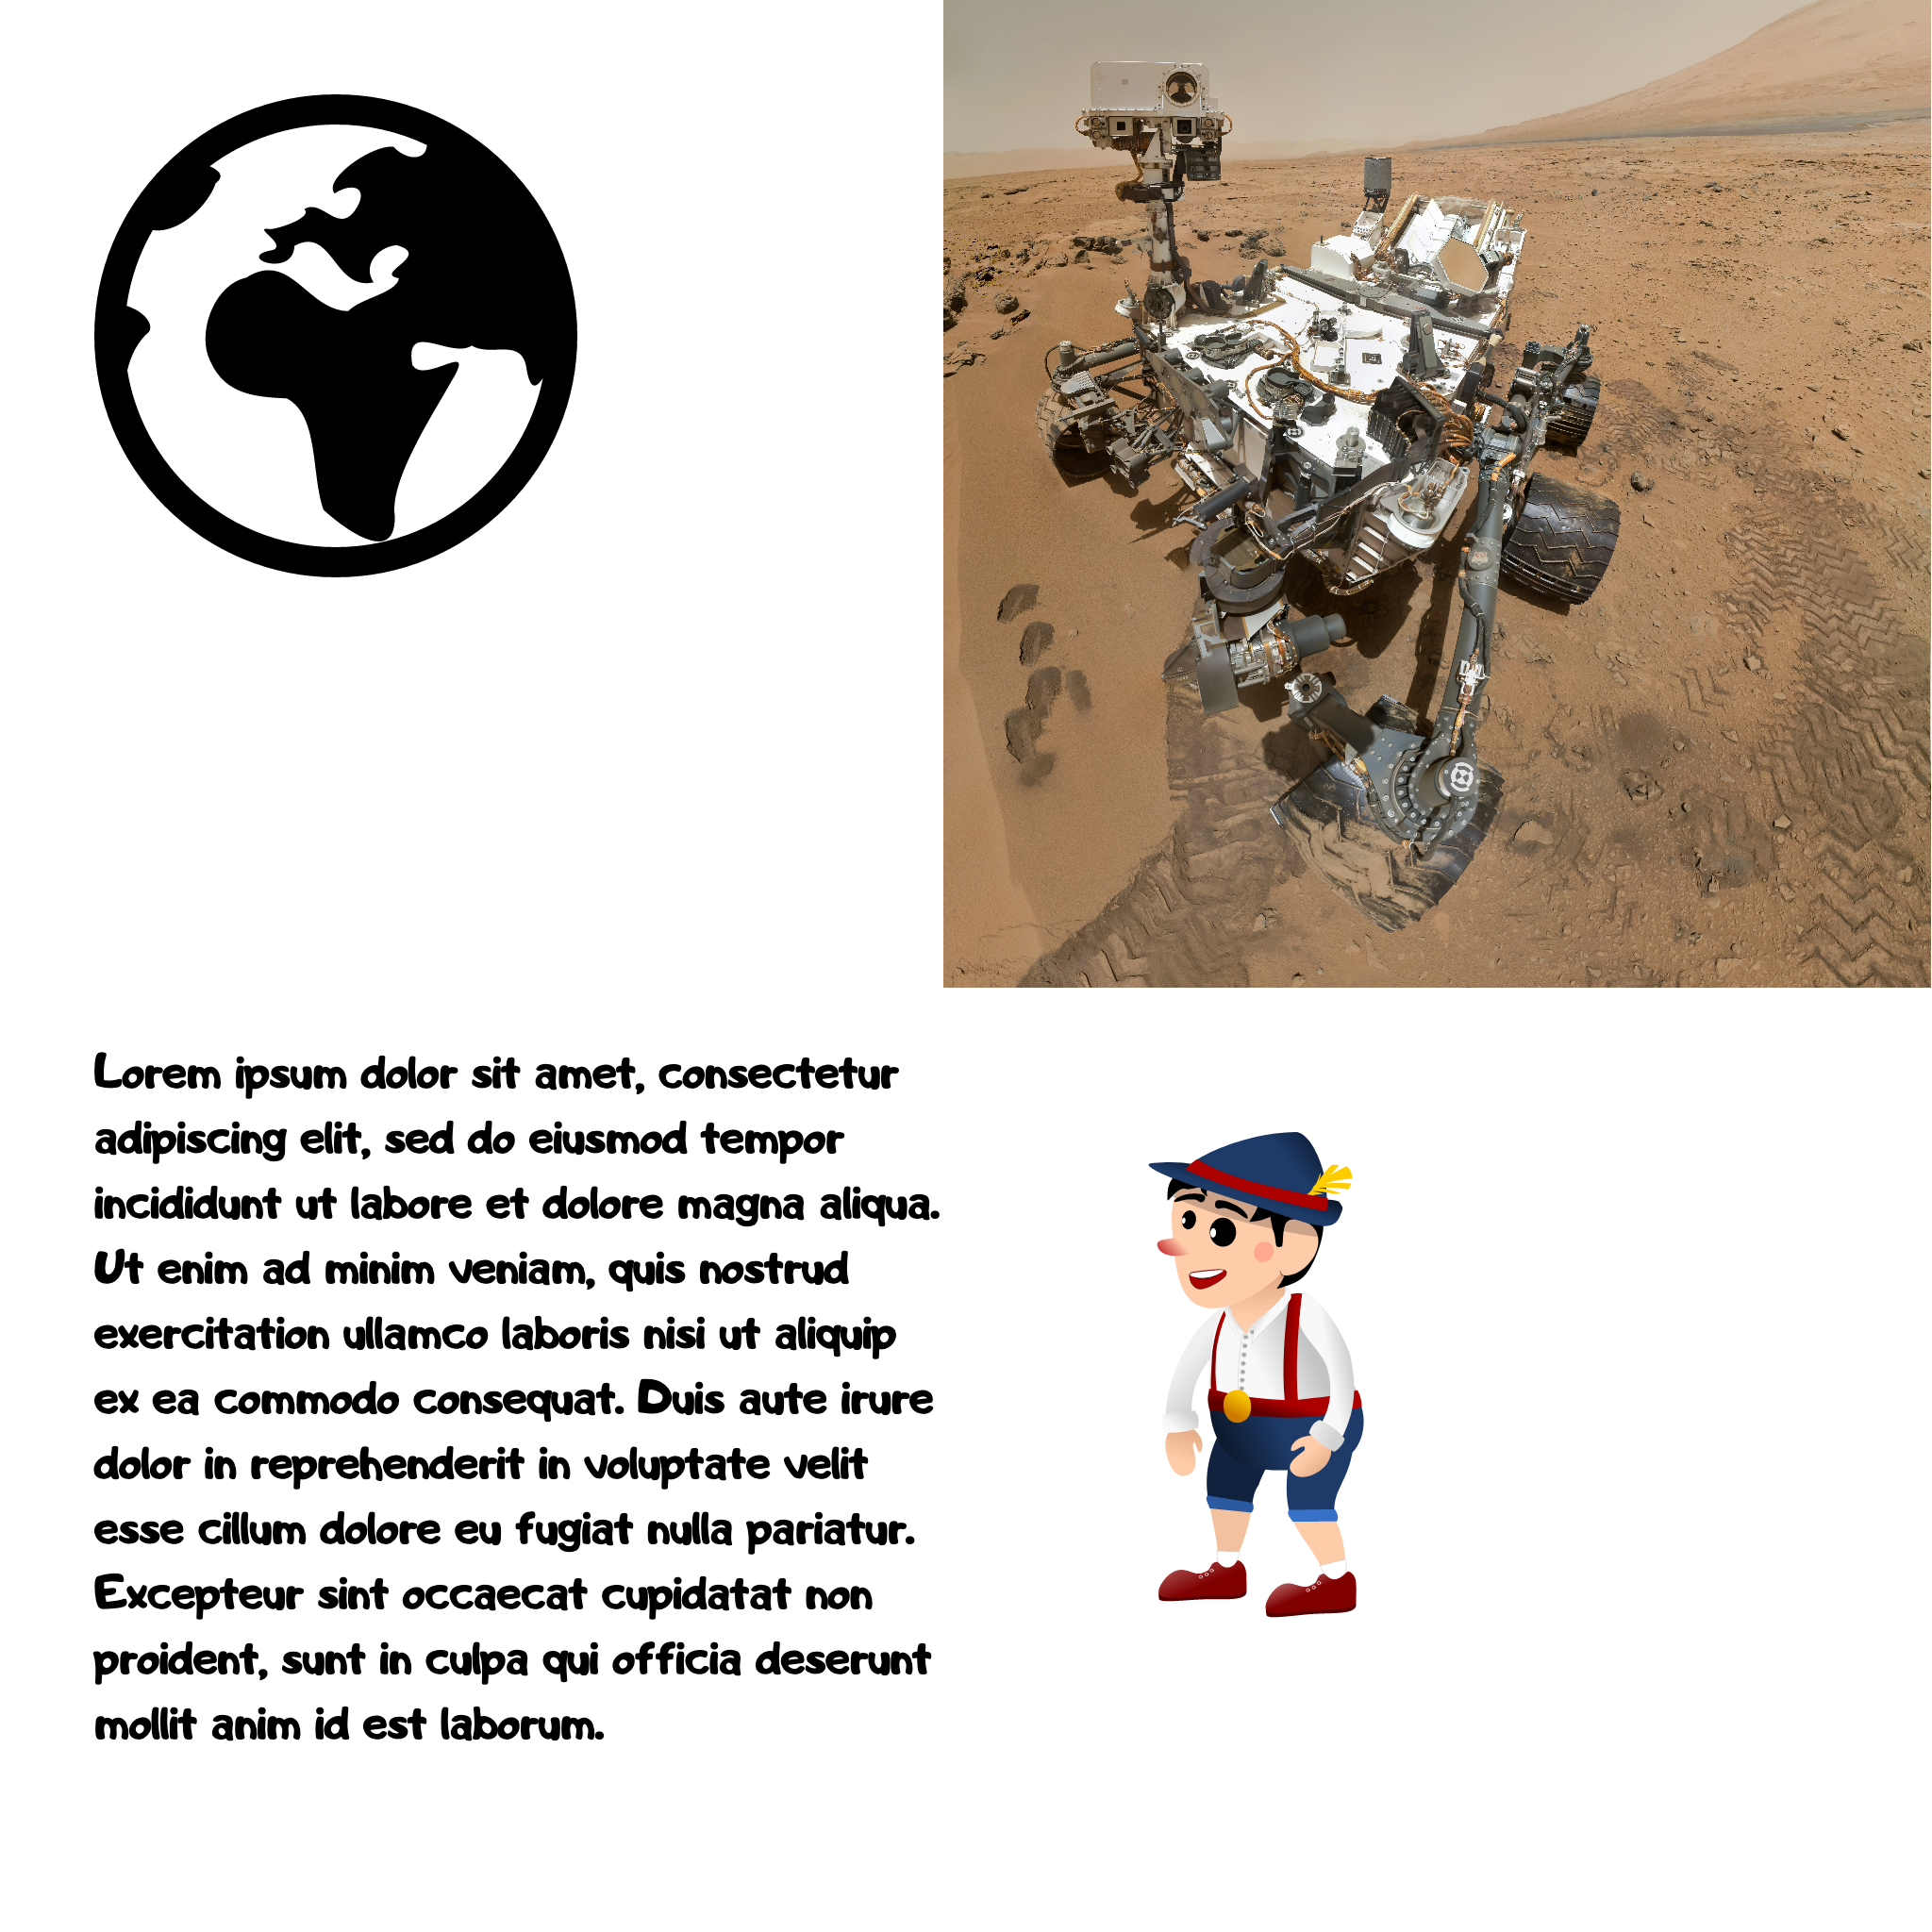 Lorem ipsum dolor sit amet, consectetur
adipiscing elit, sed do eiusmod tempor
incididunt ut labore et dolore magna aliqua.
Ut enim ad minim veniam, quis nostrud
exercitation ullamco laboris nisi ut aliquip
ex ea commodo consequat. Duis aute irure
dolor in reprehenderit in voluptate velit
esse cillum dolore eu fugiat nulla pariatur.
Excepteur sint occaecat cupidatat non
proident, sunt in culpa qui officia deserunt
mollit anim id est laborum.